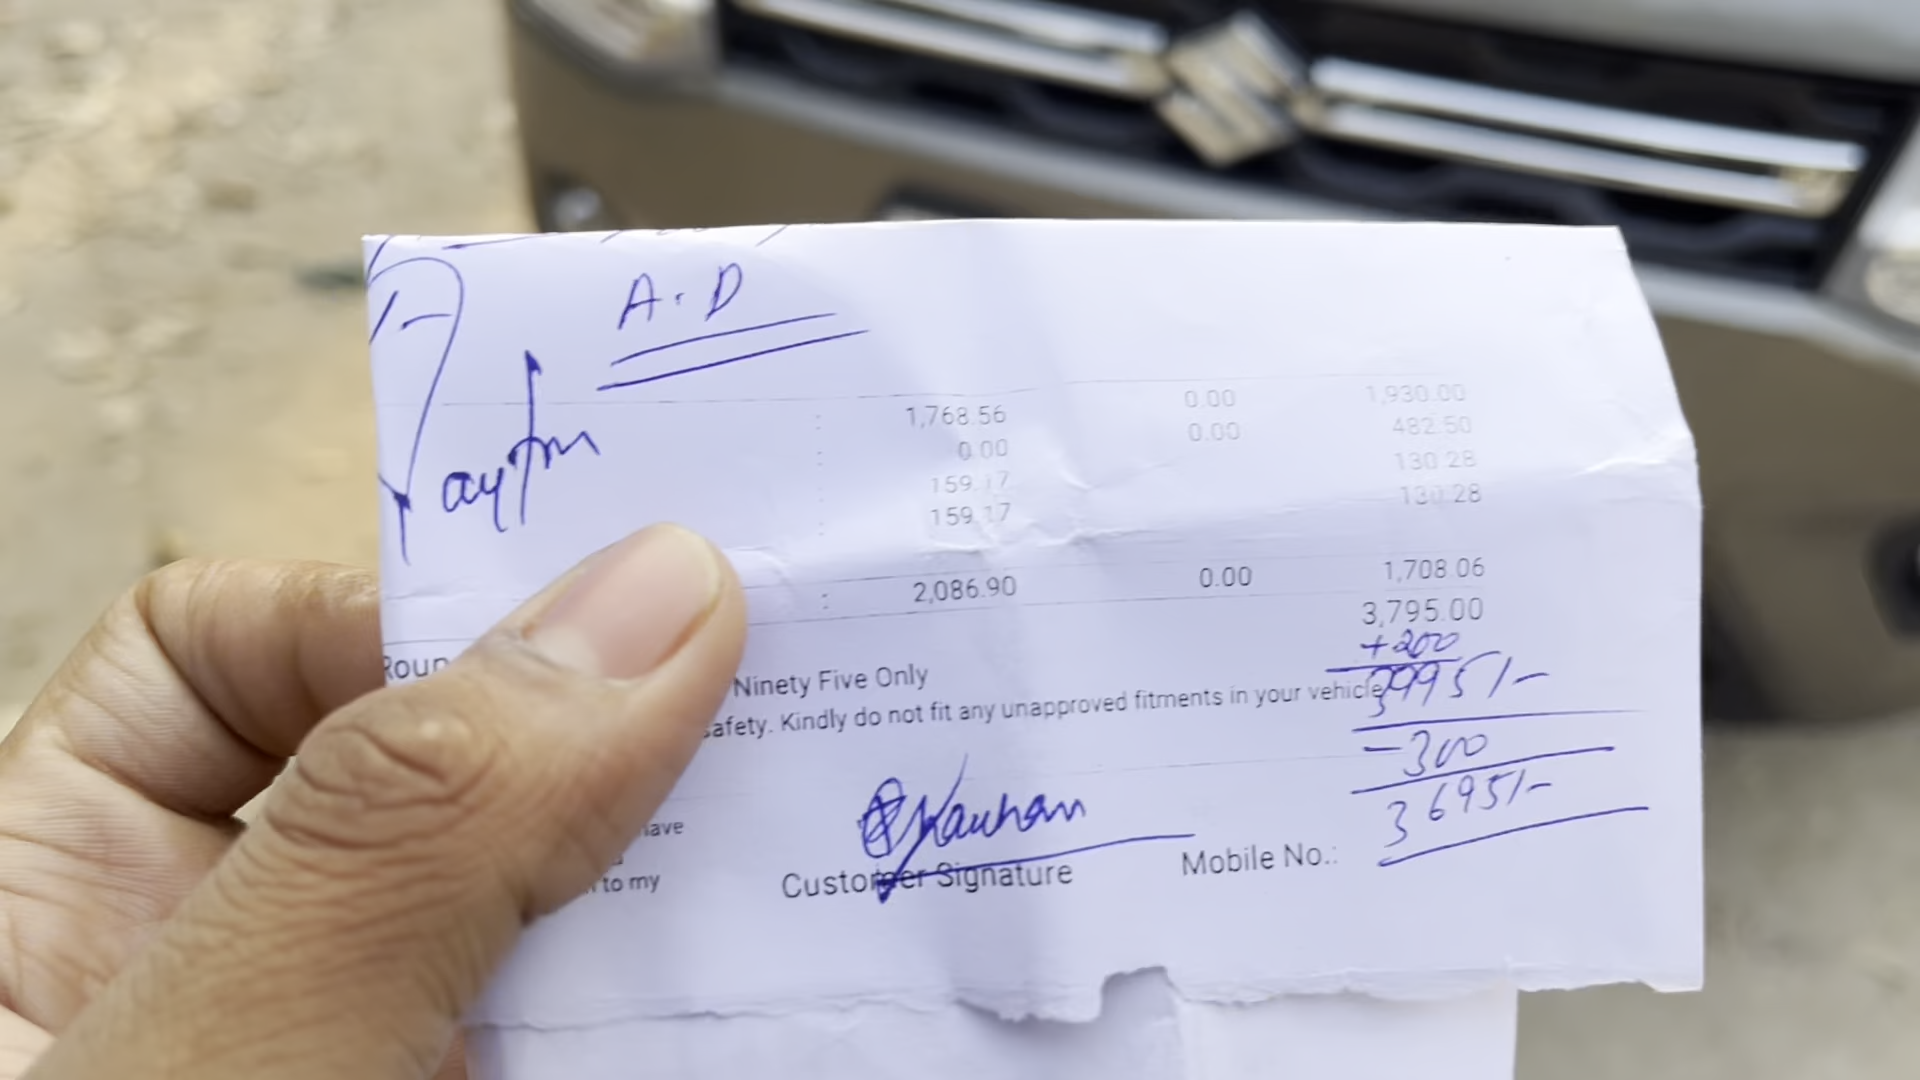 A.D
Paytm
1,768.56 0.00 1,930.00
0.00 0.00 482.50
159.17 130.28
159.17 130.28
: 2,086.90 0.00 1,708.06
3,795.00
+200
Ninety Five Only
3995/-
safety. Kindly do not fit any unapproved fitments in your vehicle
-300
3695/-
have
Customer Signature Mobile No.:
to my